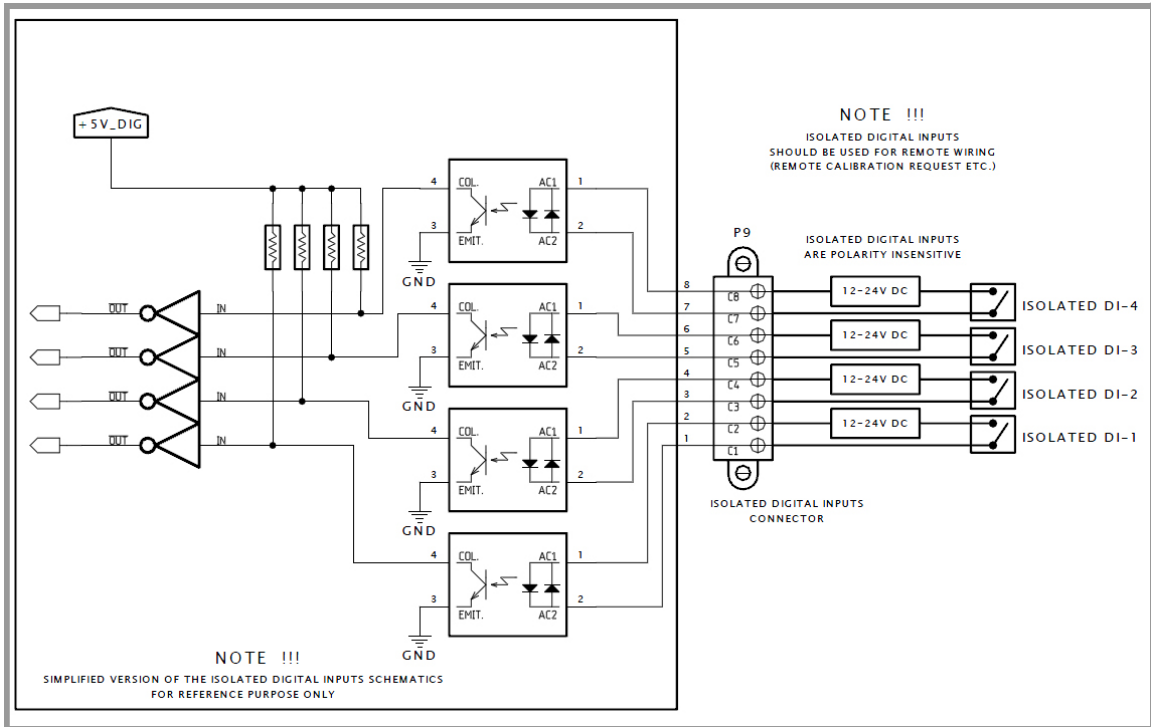 +5V_DIG
NOTE !!!
ISOLATED DIGITAL INPUTS
SHOULD BE USED FOR REMOTE WIRING
(REMOTE CALIBRATION REQUEST ETC.)
4 COL. AC1 1
3 EMIT. AC2 2
GND
P9
ISOLATED DIGITAL INPUTS
ARE POLARITY INSENSITIVE
4 COL. AC1 1
3 EMIT. AC2 2
GND
4 COL. AC1 1
3 EMIT. AC2 2
GND
4 COL. AC1 1
3 EMIT. AC2 2
GND
OUT IN
OUT IN
OUT IN
OUT IN
8 C8 12-24V DC
7 C7 ISOLATED DI-4
6 C6 12-24V DC
5 C5 ISOLATED DI-3
4 C4 12-24V DC
3 C3 ISOLATED DI-2
2 C2 12-24V DC
1 C1 ISOLATED DI-1
ISOLATED DIGITAL INPUTS
CONNECTOR
NOTE !!!
SIMPLIFIED VERSION OF THE ISOLATED DIGITAL INPUTS SCHEMATICS
FOR REFERENCE PURPOSE ONLY